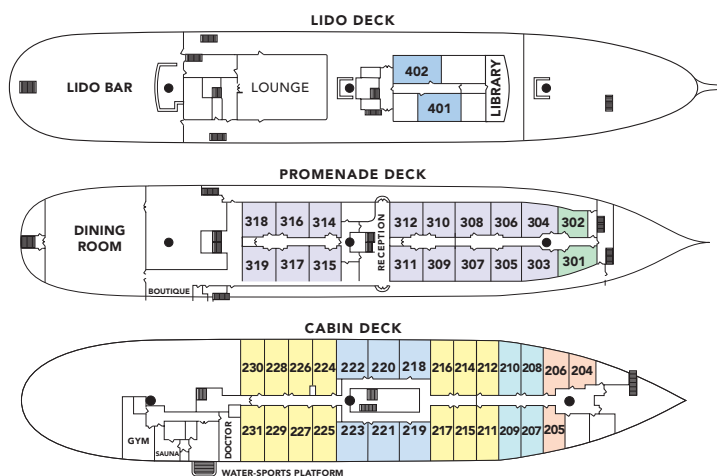 LIDO DECK
LIDO BAR
LOUNGE
402
401
LIBRARY
PROMENADE DECK
DINING
ROOM
BOUTIQUE
318 316 314
319 317 315
RECEPTION
312 310 308 306 304 302
311 309 307 305 303 301
CABIN DECK
230 228 226 224 222 220 218 216 214 212 210 208 206 204
231 229 227 225 223 221 219 217 215 211 209 207 205
GYM
SAUNA
DOCTOR
WATER-SPORTS PLATFORM